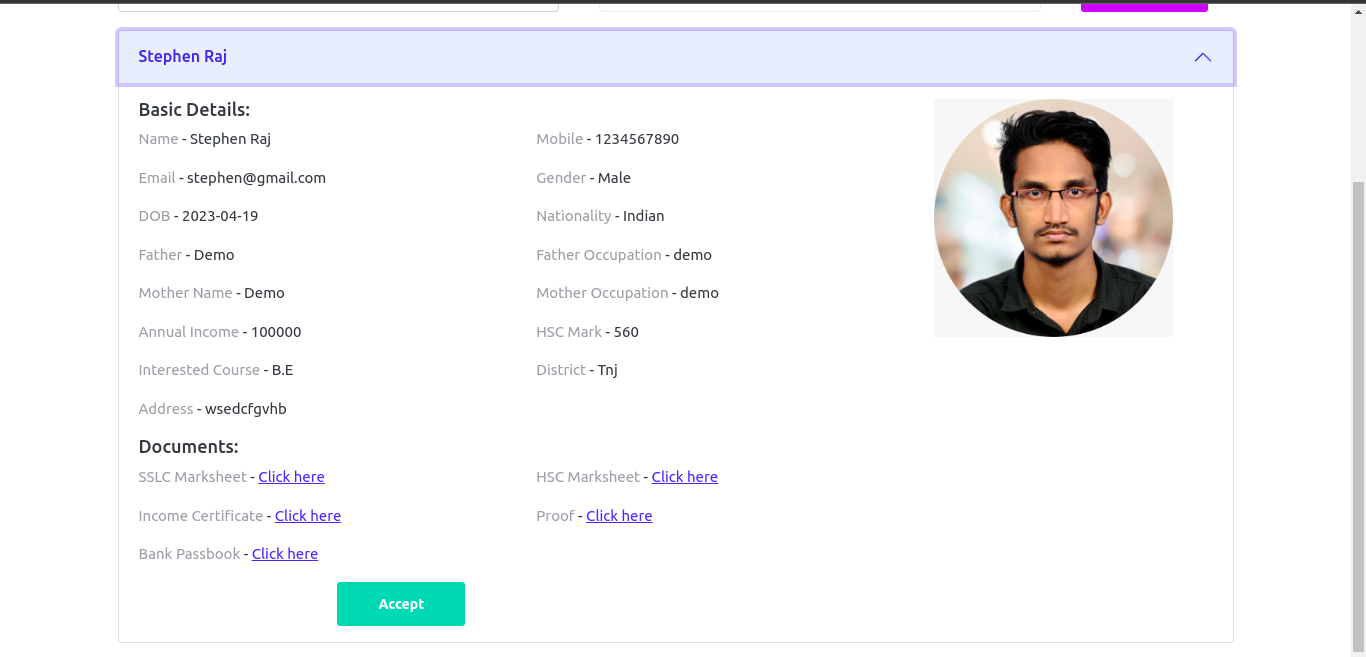 Stephen Raj
Basic Details:
Name - Stephen Raj
Mobile - 1234567890
Email - stephen@gmail.com
Gender - Male
DOB - 2023-04-19
Nationality - Indian
Father - Demo
Father Occupation - demo
Mother Name - Demo
Mother Occupation - demo
Annual Income - 100000
HSC Mark - 560
Interested Course - B.E
District - Tnj
Address - wsedcfgvhb
Documents:
SSLC Marksheet - Click here
HSC Marksheet - Click here
Income Certificate - Click here
Proof - Click here
Bank Passbook - Click here
Accept